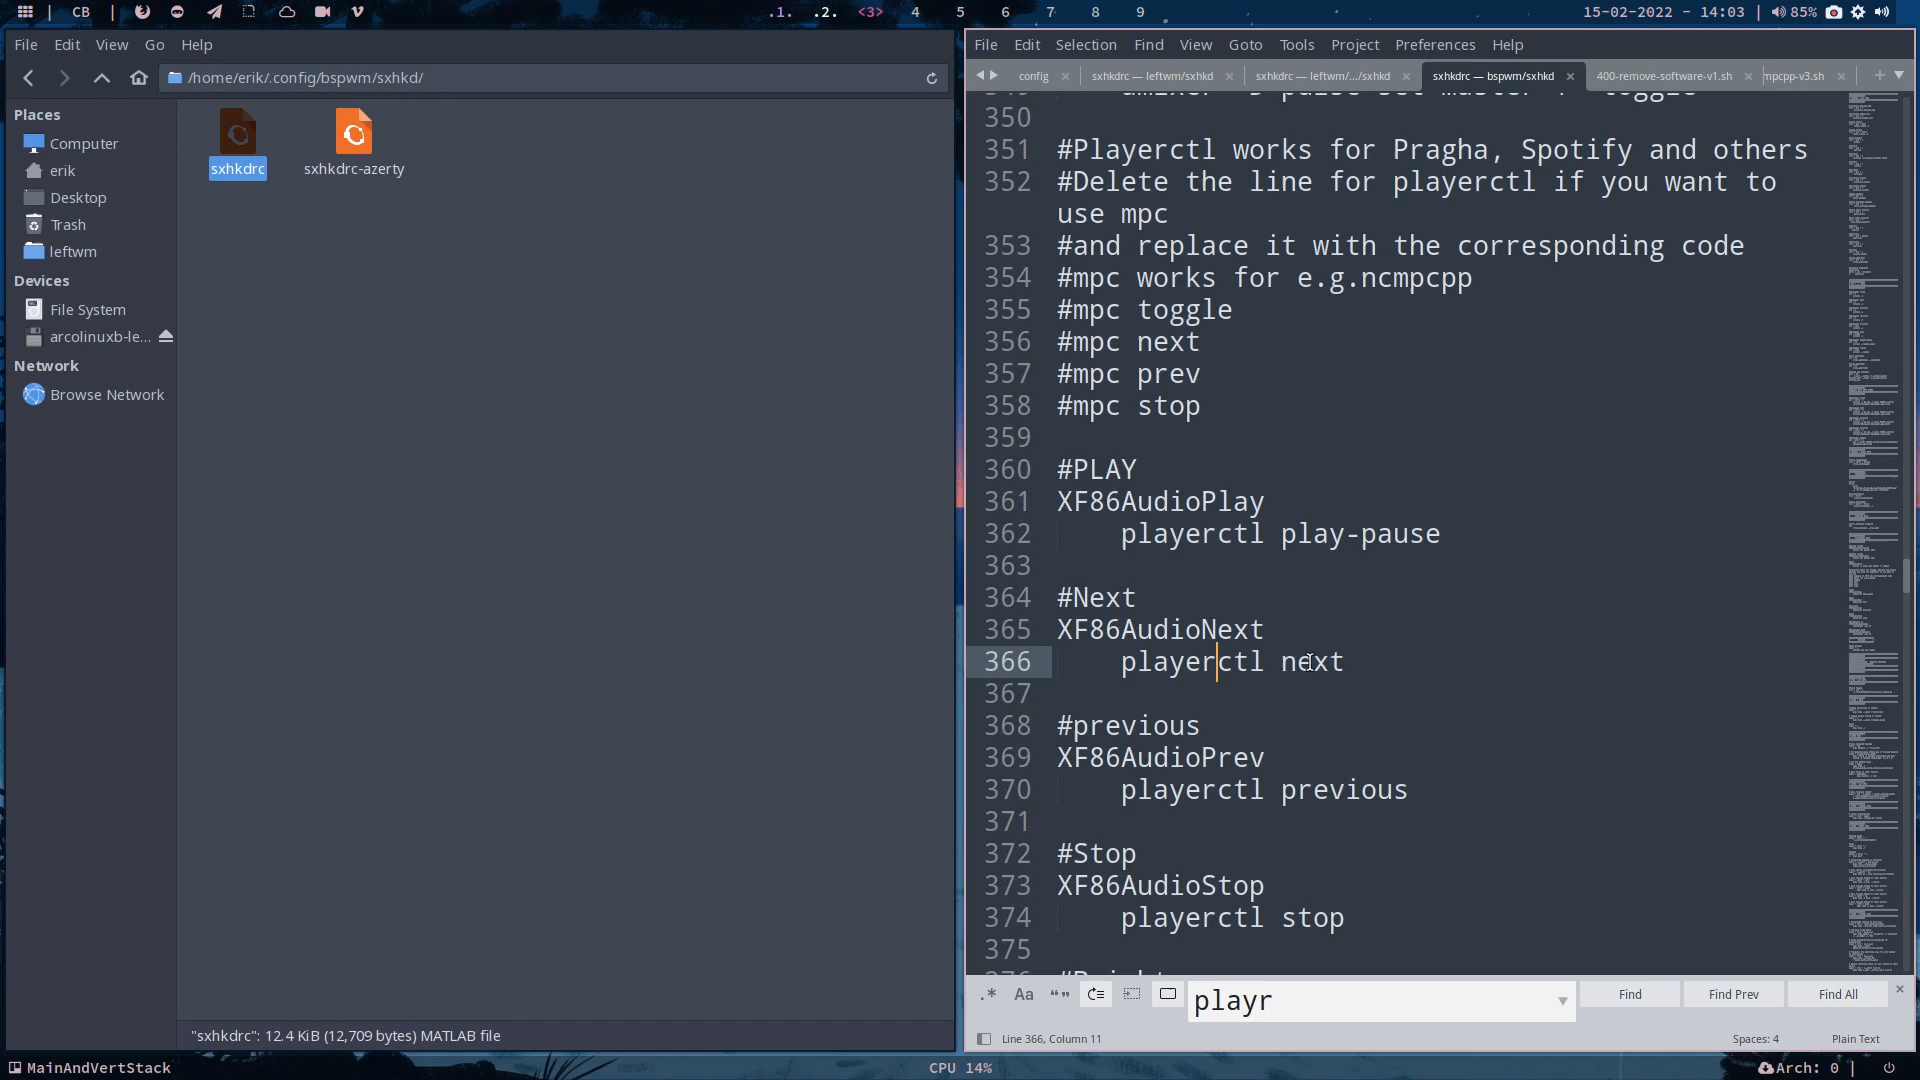 CB
.1. .2. <3> 4 5 6 7 8 9
15-02-2022 - 14:03 | 85%
File Edit View Go Help
/home/erik/.config/bspwm/sxhkd/
Places
Computer
erik
Desktop
Trash
leftwm
Devices
File System
arcolinuxb-le...
Network
Browse Network
sxhkdrc
sxhkdrc-azerty
"sxhkdrc": 12.4 KiB (12,709 bytes) MATLAB file
File Edit Selection Find View Goto Tools Project Preferences Help
config
sxhkdrc — leftwm/sxhkd
sxhkdrc — leftwm/.../sxhkd
sxhkdrc — bspwm/sxhkd
400-remove-software-v1.sh
mpcpp-v3.sh
350
351 #Playerctl works for Pragha, Spotify and others
352 #Delete the line for playerctl if you want to
use mpc
353 #and replace it with the corresponding code
354 #mpc works for e.g.ncmpcpp
355 #mpc toggle
356 #mpc next
357 #mpc prev
358 #mpc stop
359
360 #PLAY
361 XF86AudioPlay
362 playerctl play-pause
363
364 #Next
365 XF86AudioNext
366 playerctl next
367
368 #previous
369 XF86AudioPrev
370 playerctl previous
371
372 #Stop
373 XF86AudioStop
374 playerctl stop
375
.* Aa “”
playr
Find
Find Prev
Find All
Line 366, Column 11
Spaces: 4
Plain Text
MainAndVertStack
CPU 14%
Arch: 0 |